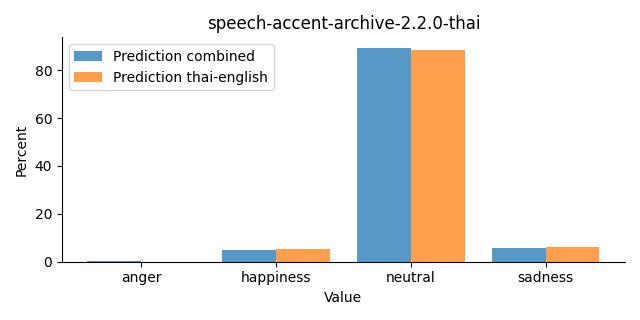 speech-accent-archive-2.2.0-thai
Prediction combined
Prediction thai-english
Percent
80
60
40
20
0
anger happiness neutral sadness
Value